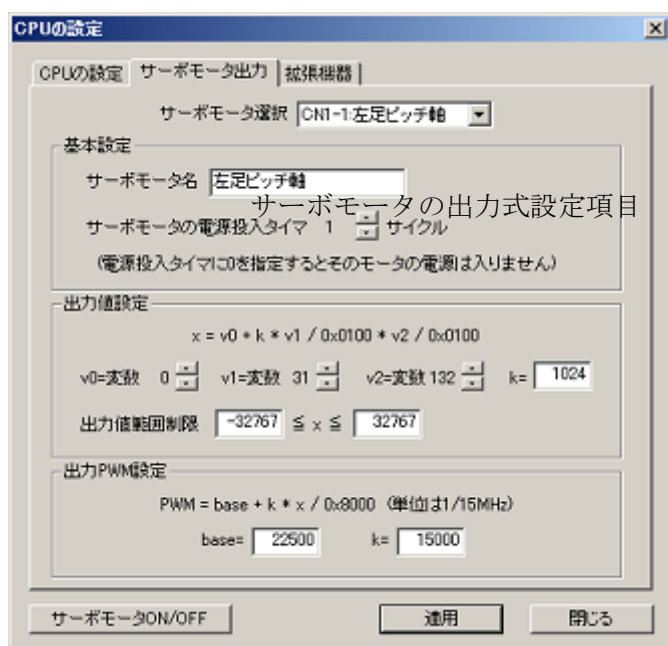 CPUの設定
CPUの設定 サーボモータ出力 拡張機器
サーボモータ選択 CN1-1:左足ピッチ軸
基本設定
サーボモータ名 左足ピッチ軸
サーボモータの出力式設定項目
サーボモータの電源投入タイマ 1 サイクル
(電源投入タイマに0を指定するとそのモータの電源は入りません)
出力値設定
x = v0 + k * v1 / 0x0100 * v2 / 0x0100
v0=変数 0 v1=変数 31 v2=変数 132 k= 1024
出力値範囲制限 -32767 ≦ x ≦ 32767
出力PWM設定
PWM = base + k * x / 0x8000 (単位は1/15MHz)
base= 22500 k= 15000
サーボモータON/OFF 適用 閉じる